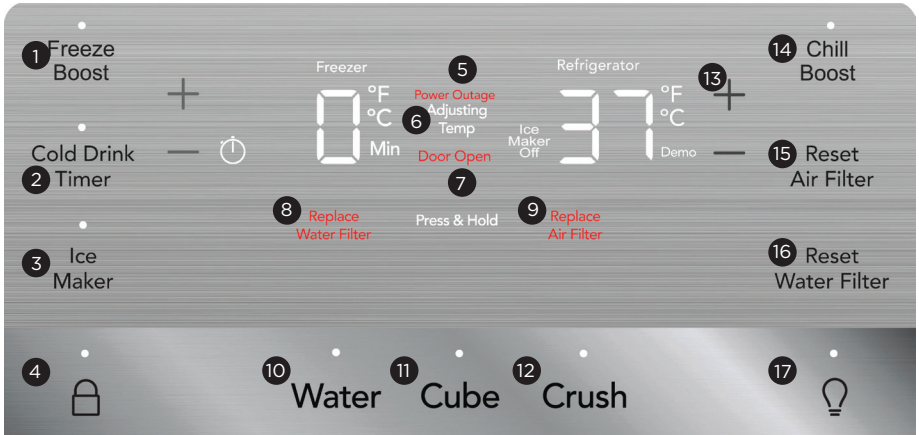 1 Freeze
Boost
Cold Drink
2 Timer
3 Ice
Maker
4
Freezer
0 °F
°C
Min
5
Power Outage
6 Adjusting
Temp
Door Open
7
Press & Hold
8 Replace
Water Filter
Refrigerator
Ice
Maker
Off
37 °F
°C
Demo
9 Replace
Air Filter
13 +
−
+
−
14 Chill
Boost
15 Reset
Air Filter
16 Reset
Water Filter
10 Water
11 Cube
12 Crush
17